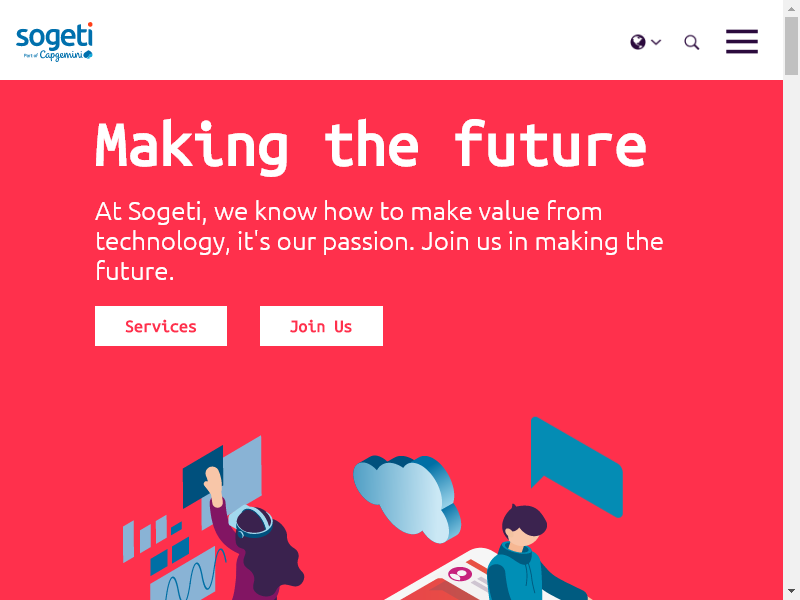 sogeti
Part of Capgemini
Making the future
At Sogeti, we know how to make value from
technology, it's our passion. Join us in making the
future.
Services
Join Us